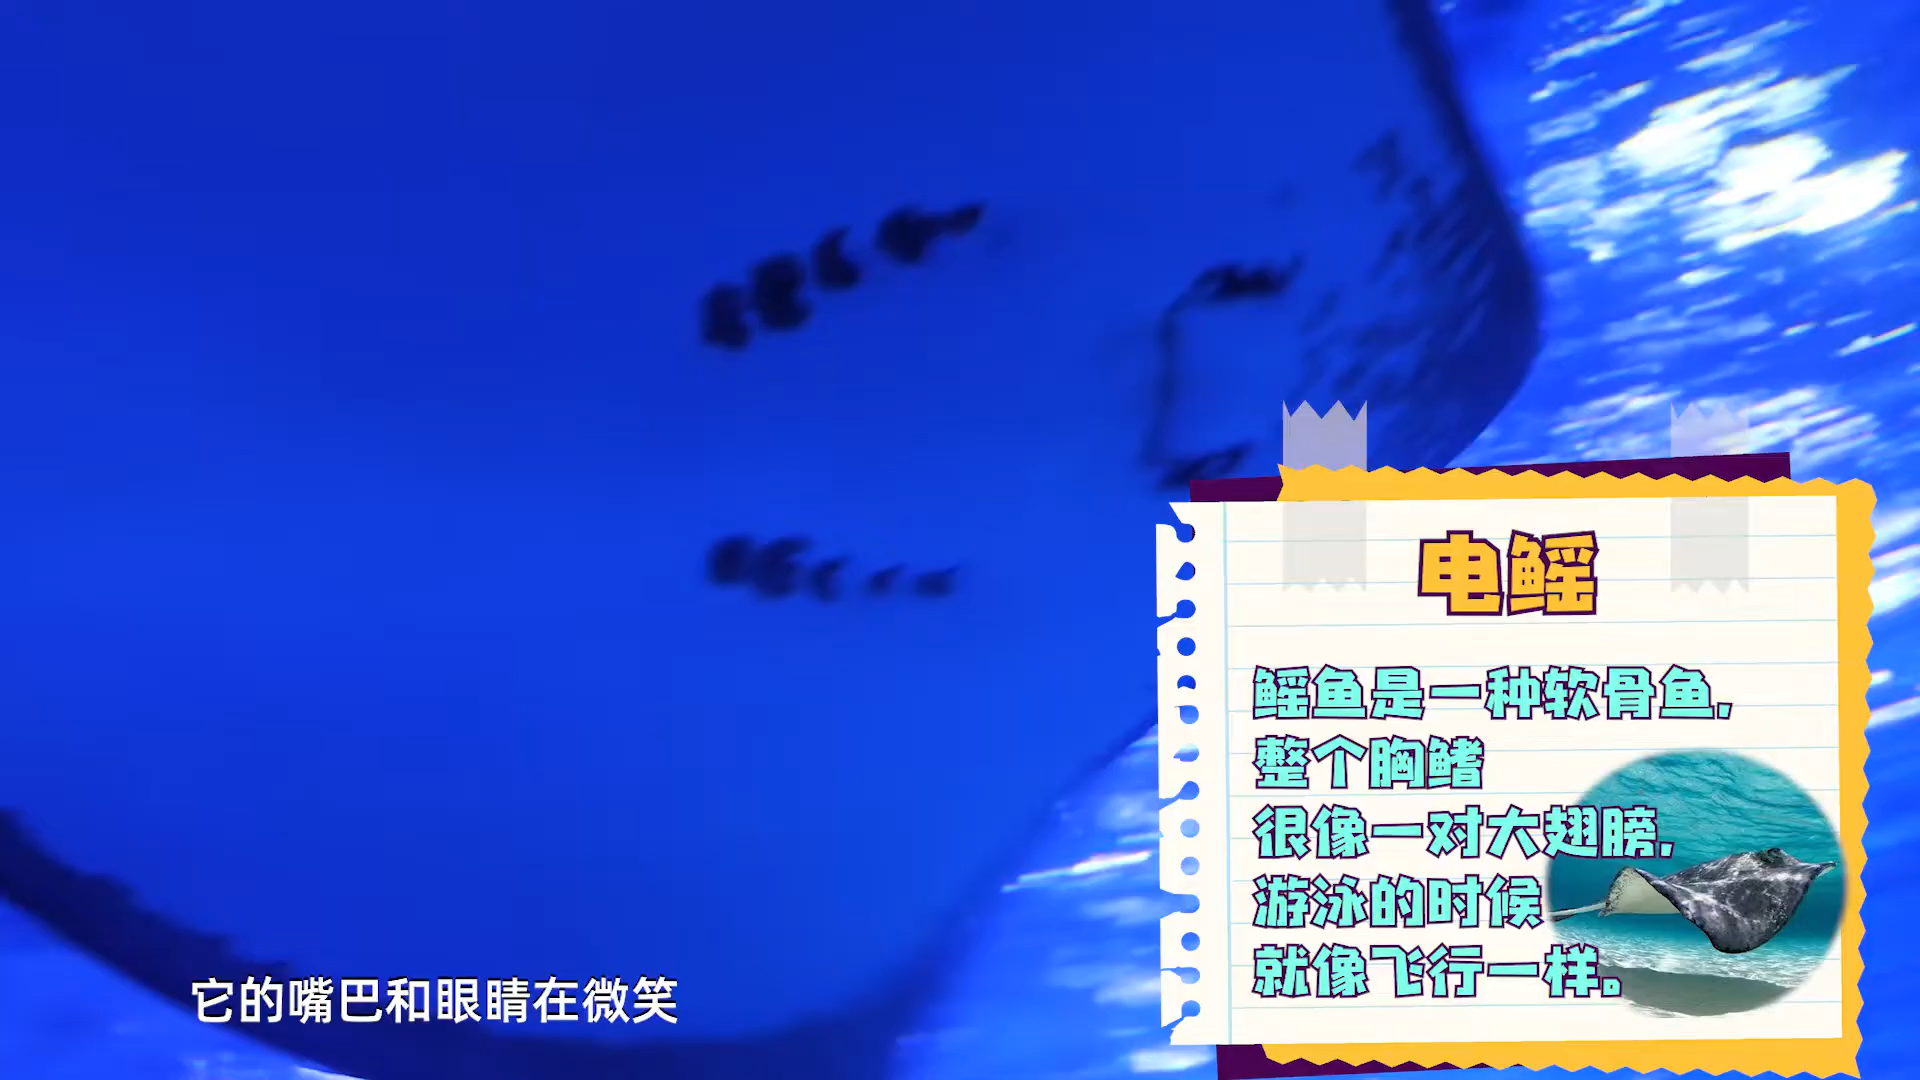 电鳐
鳐鱼是一种软骨鱼,
整个胸鳍
很像一对大翅膀,
游泳的时候
就像飞行一样。
它的嘴巴和眼睛在微笑